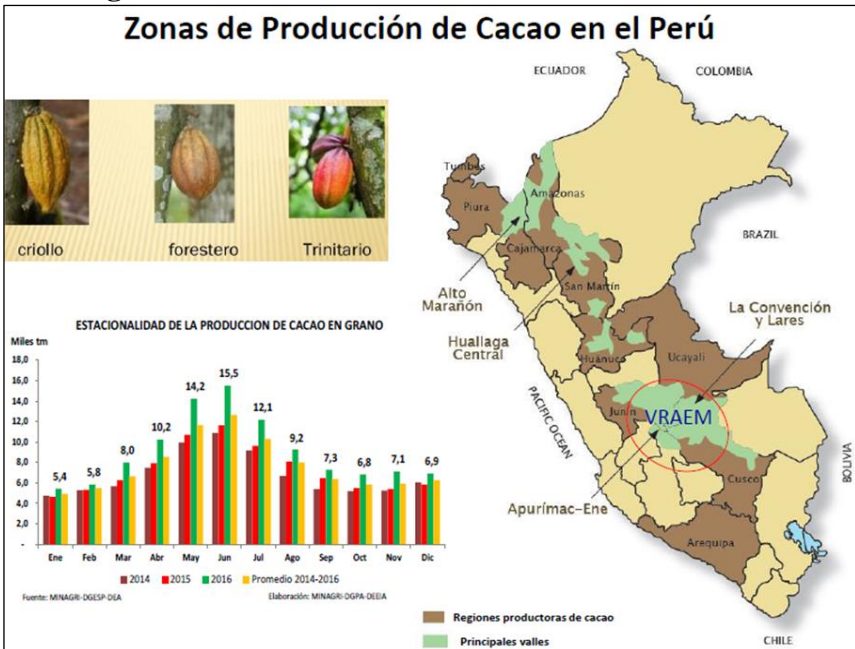 Zonas de Producción de Cacao en el Perú
criollo
forestero
Trinitario
ESTACIONALIDAD DE LA PRODUCCION DE CACAO EN GRANO
Miles tm
18,0
16,0
14,0
12,0
10,0
8,0
6,0
4,0
2,0
-
5,4
5,8
8,0
10,2
14,2
15,5
12,1
9,2
7,3
6,8
7,1
6,9
Ene Feb Mar Abr May Jun Jul Ago Sep Oct Nov Dic
2014 2015 2016 Promedio 2014-2016
Fuente: MINAGRI-DGESP-DEA
Elaboración: MINAGRI-DGPA-DEEIA
ECUADOR
COLOMBIA
Tumbes
Piura
Amazonas
Cajamarca
BRAZIL
San Martín
Alto
Marañón
Huallaga
Central
La Convención
y Lares
Huánuco
Ucayali
PACIFIC OCEAN
Junín
VRAEM
BOLIVIA
Apurímac-Ene
Cusco
Arequipa
Regiones productoras de cacao
Principales valles
CHILE